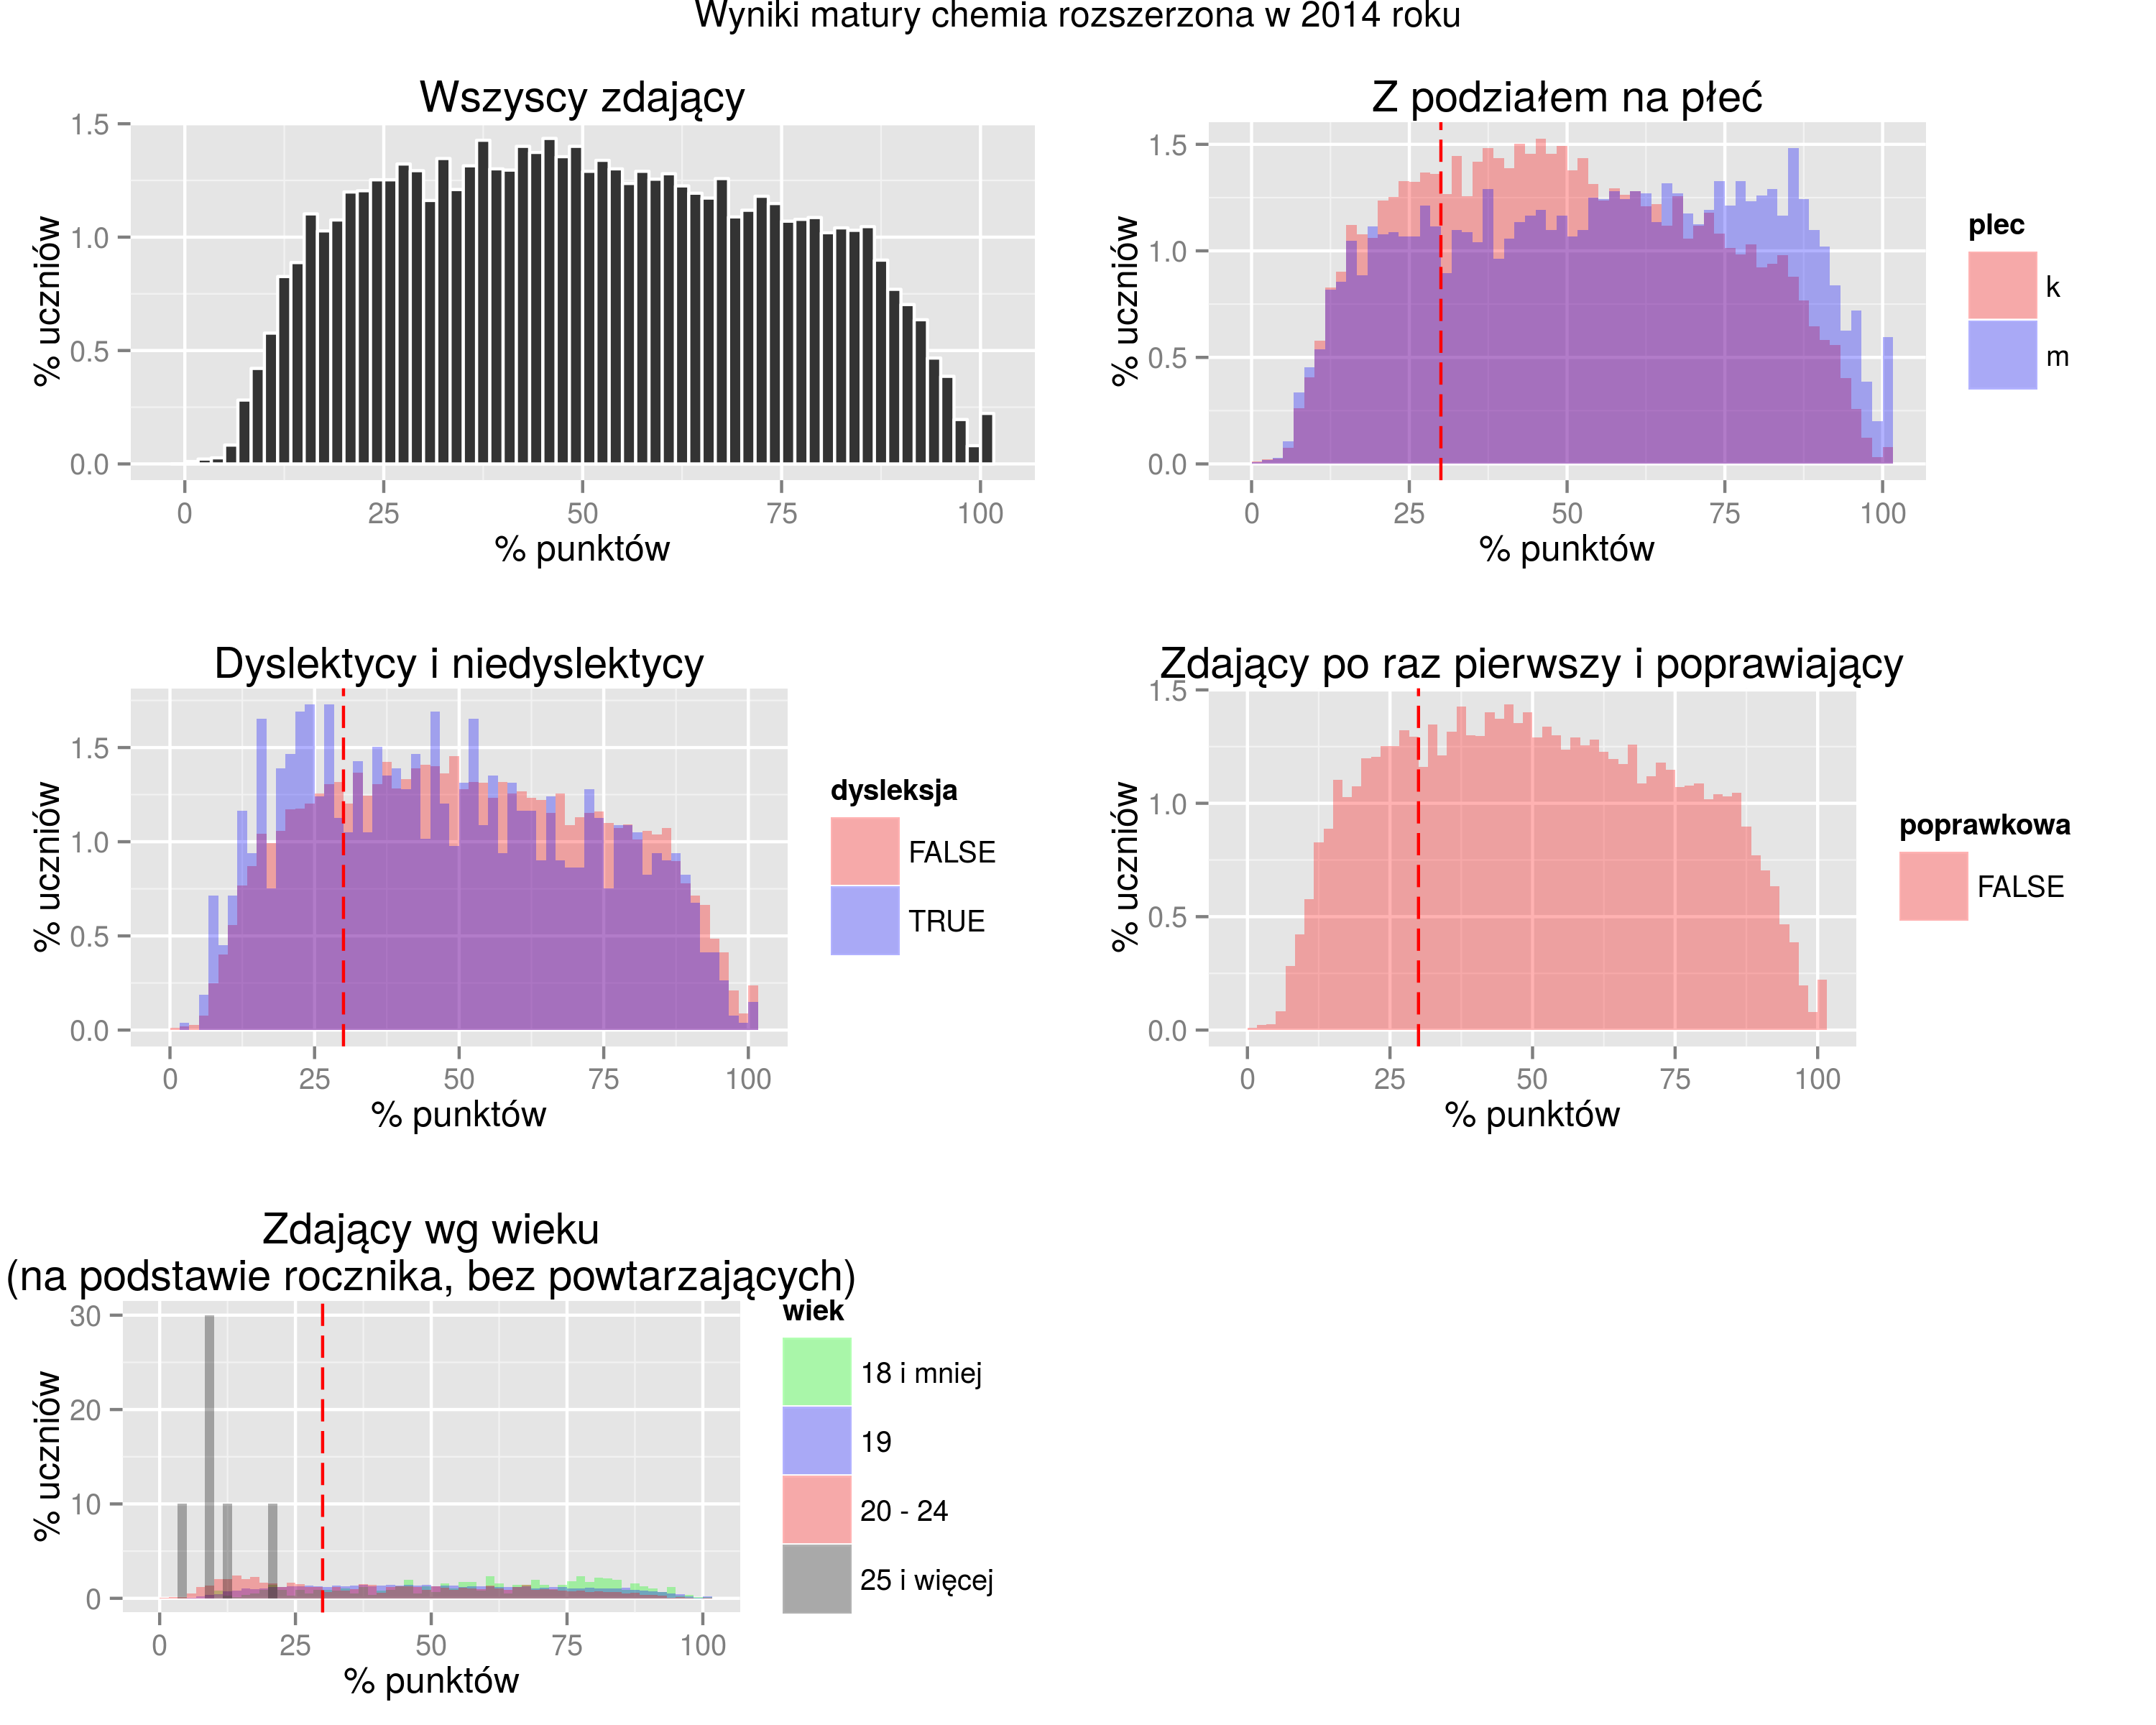 Wyniki matury chemia rozszerzona w 2014 roku
Wszyscy zdający
% uczniów
1.5
1.0
0.5
0.0
0 25 50 75 100
% punktów
Z podziałem na płeć
% uczniów
1.5
1.0
0.5
0.0
0 25 50 75 100
% punktów
plec
k
m
Dyslektycy i niedyslektycy
% uczniów
1.5
1.0
0.5
0.0
0 25 50 75 100
% punktów
dysleksja
FALSE
TRUE
Zdający po raz pierwszy i poprawiający
% uczniów
1.5
1.0
0.5
0.0
0 25 50 75 100
% punktów
poprawkowa
FALSE
Zdający wg wieku
(na podstawie rocznika, bez powtarzających)
% uczniów
30
20
10
0
0 25 50 75 100
% punktów
wiek
18 i mniej
19
20 - 24
25 i więcej